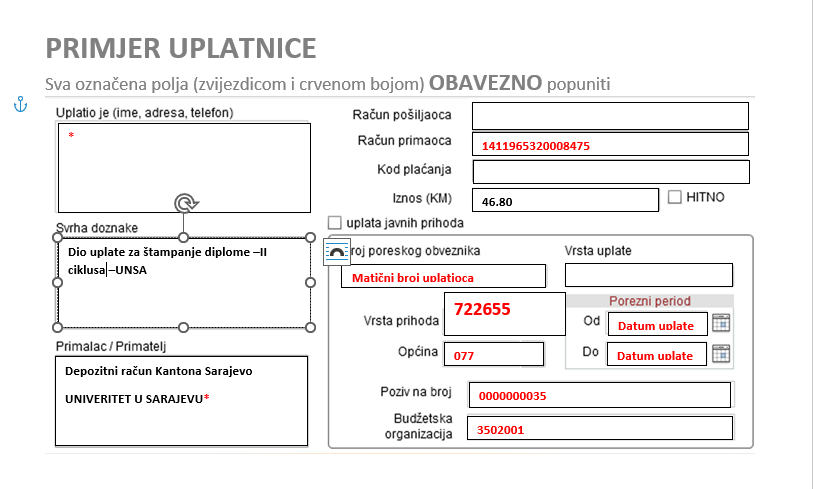 PRIMJER UPLATNICE
Sva označena polja (zvijezdicom i crvenom bojom) OBAVEZNO popuniti
Uplatio je (ime, adresa, telefon)
*
Svrha doznake
Dio uplate za štampanje diplome –II
ciklusa–UNSA
Primalac / Primatelj
Depozitni račun Kantona Sarajevo
UNIVERITET U SARAJEVU*
Račun pošiljaoca
Račun primaoca 1411965320008475
Kod plaćanja
Iznos (KM) 46.80 HITNO
uplata javnih prihoda
roj poreskog obveznika Vrsta uplate
Matični broj uplatioca
Porezni period
Vrsta prihoda 722655 Od Datum uplate
Općina 077 Do Datum uplate
Poziv na broj 0000000035
Budžetska
organizacija 3502001